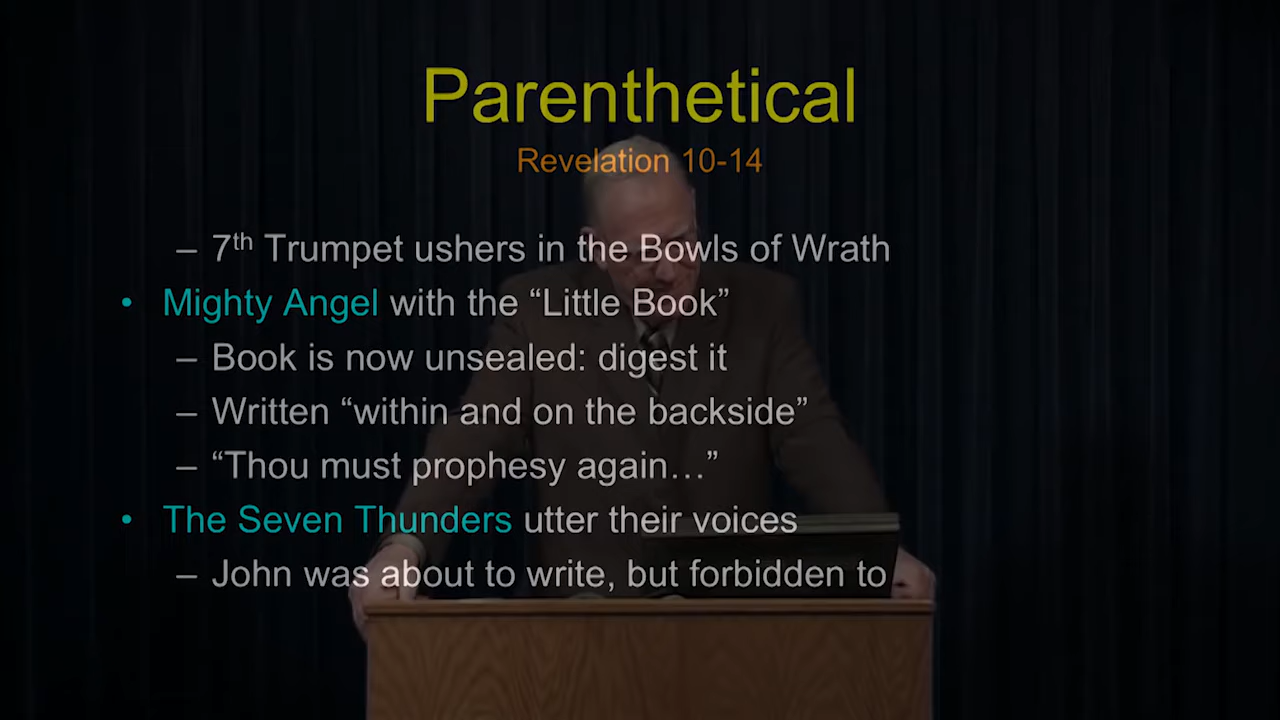 Parenthetical
Revelation 10-14
– 7th Trumpet ushers in the Bowls of Wrath
• Mighty Angel with the “Little Book”
– Book is now unsealed: digest it
– Written “within and on the backside”
– “Thou must prophesy again…”
• The Seven Thunders utter their voices
– John was about to write, but forbidden to